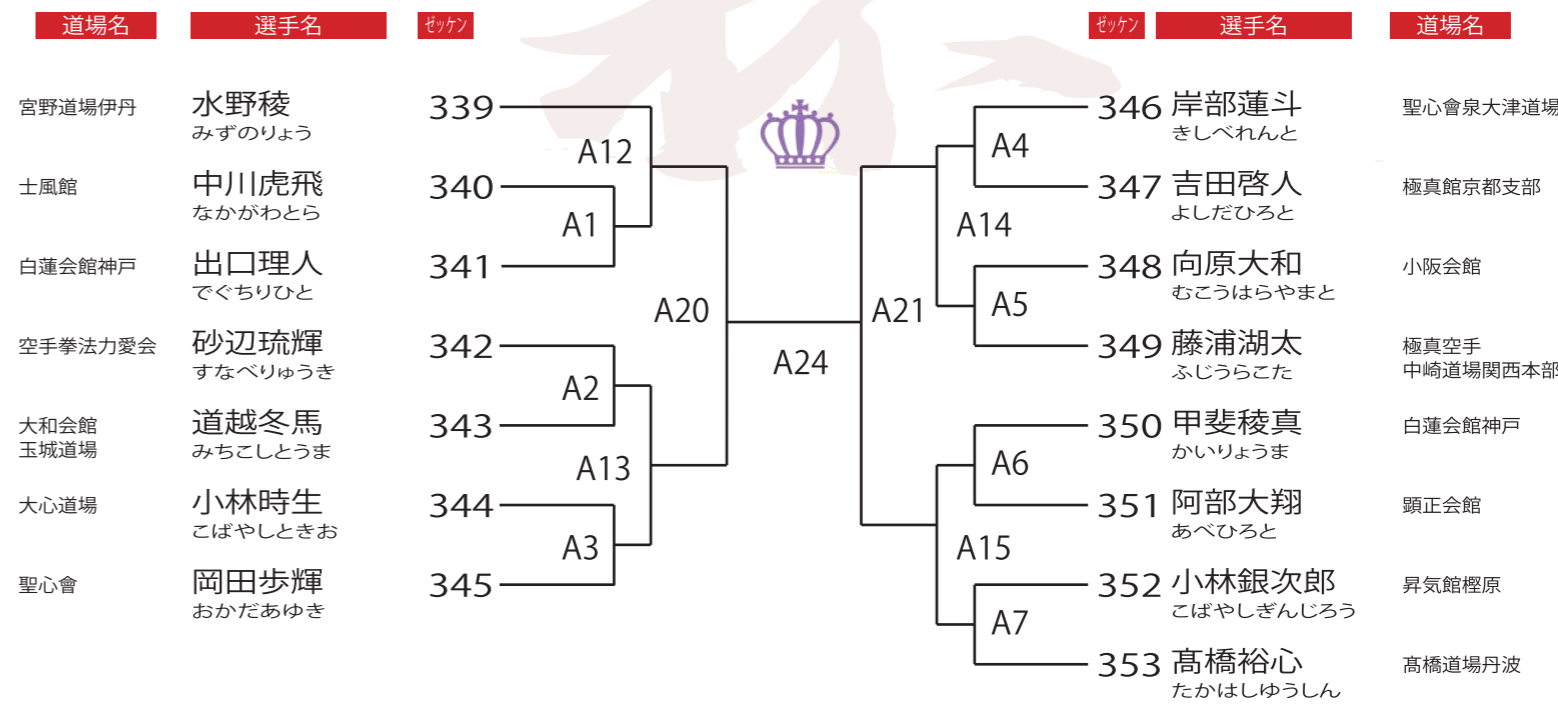 道場名 選手名 ゼッケン
宮野道場伊丹 水野稜 339
みずのりょう
A12
士風館 中川虎飛 340
なかがわとら
A1
白蓮会館神戸 出口理人 341
でぐちりひと
A20
空手拳法力愛会 砂辺琉輝 342
すなべりゅうき
A2
大和会館 道越冬馬 343
玉城道場 みちこしとうま
A13
大心道場 小林時生 344
こばやしときお
A3
聖心會 岡田歩輝 345
おかだあゆき
A24
ゼッケン 選手名 道場名
346 岸部蓮斗 聖心會泉大津道場
きしべれんと
A4
347 吉田啓人 極真館京都支部
よしだひろと
A14
348 向原大和 小阪会館
むこうはらやまと
A5
A21
349 藤浦湖太 極真空手
ふじうらこた 中崎道場関西本部
350 甲斐稜真 白蓮会館神戸
かいりょうま
A6
351 阿部大翔 顕正会館
あべひろと
A15
352 小林銀次郎 昇気館樫原
こばやしぎんじろう
A7
353 髙橋裕心 髙橋道場丹波
たかはしゆうしん